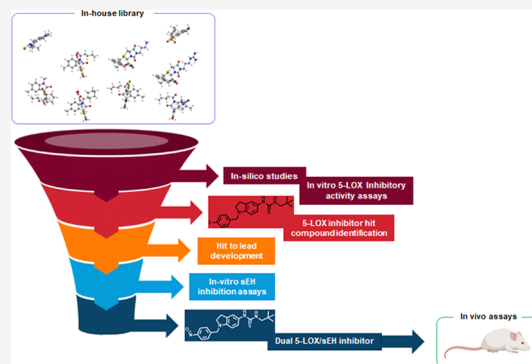 In-house library
In-silico studies
In vitro 5-LOX Inhibitory
activity assays
5-LOX inhibitor hit
compound identification
Hit to lead
development
In-vitro sEH
inhibition assays
Dual 5-LOX/sEH inhibitor
In vivo assays